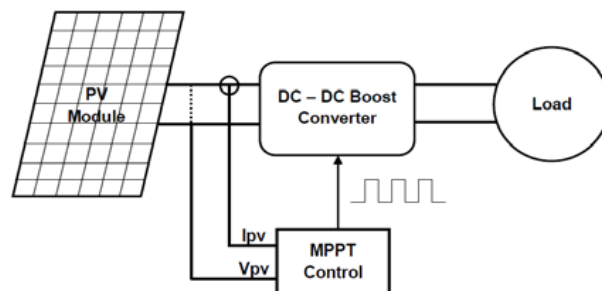 PV
Module
DC – DC Boost
Converter
Load
Ipv
Vpv
MPPT
Control